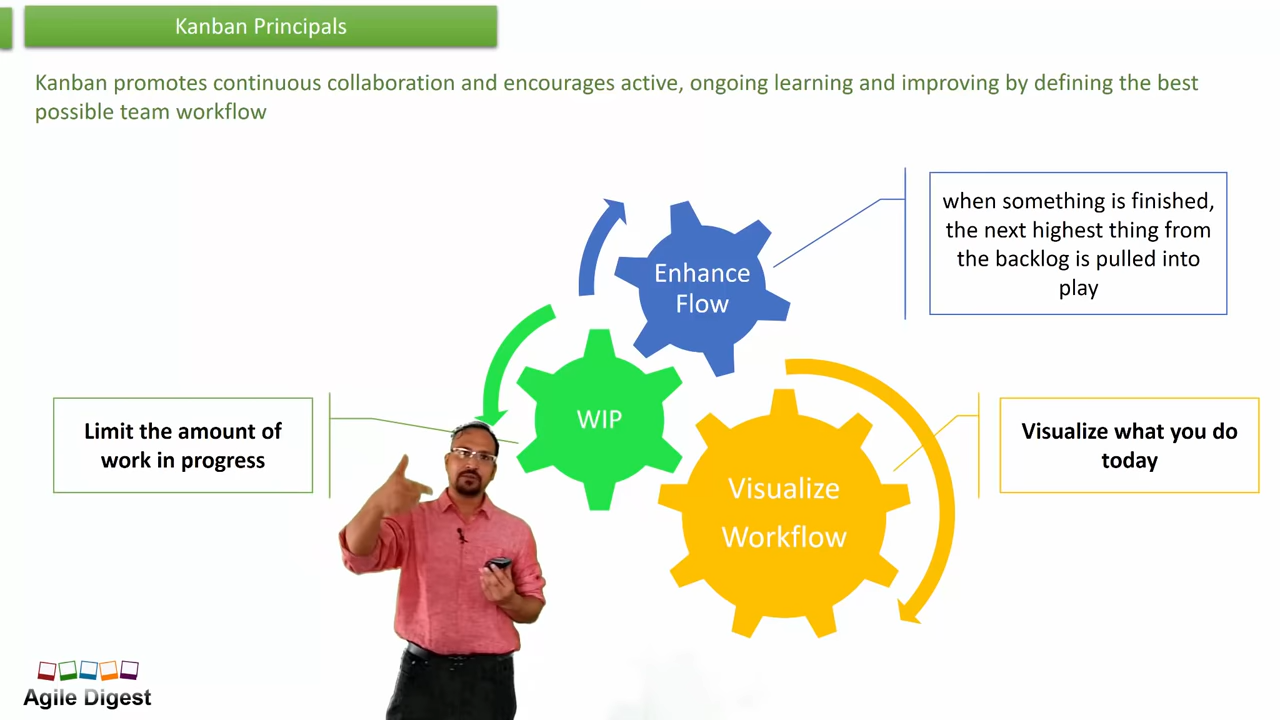 Kanban Principals
Kanban promotes continuous collaboration and encourages active, ongoing learning and improving by defining the best
possible team workflow
when something is finished,
the next highest thing from
the backlog is pulled into
play
Enhance
Flow
WIP
Limit the amount of
work in progress
Visualize what you do
today
Visualize
Workflow
Agile Digest